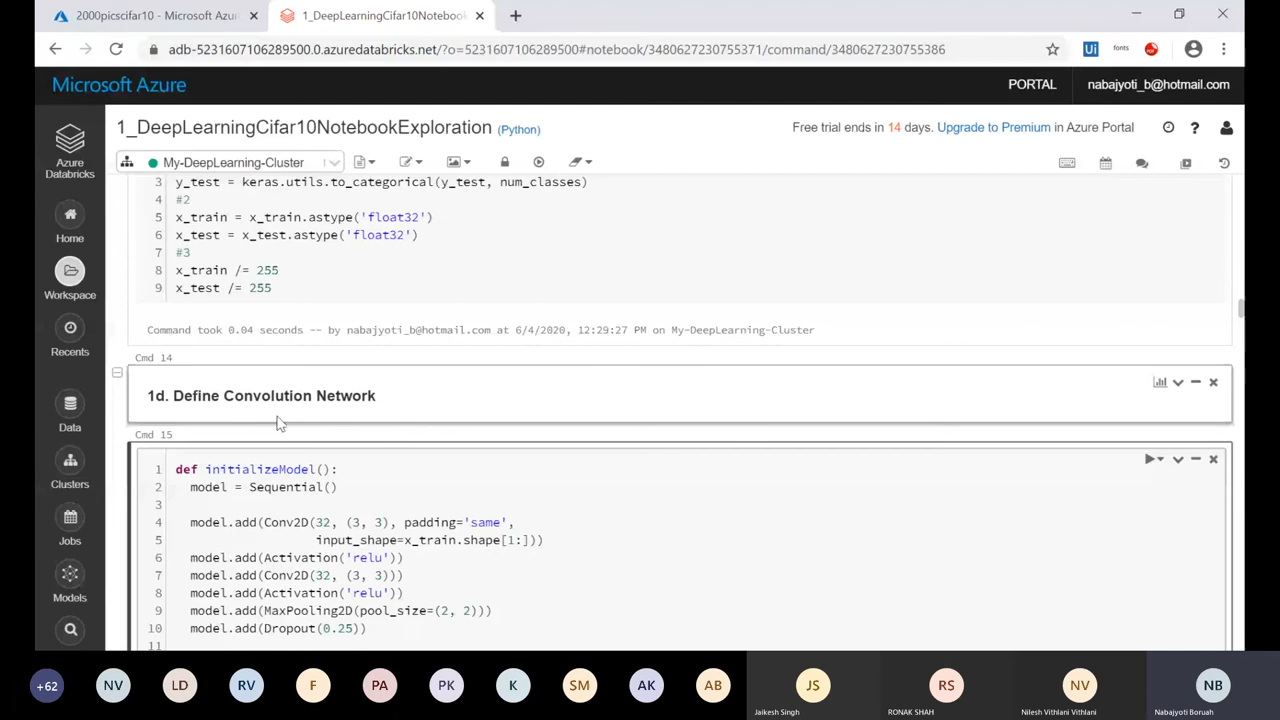 2000picscifar10 - Microsoft Azu
1_DeepLearningCifar10Notebook
adb-5231607106289500.0.azuredatabricks.net/?o=5231607106289500#notebook/3480627230755371/command/3480627230755386
Ui
fonts
Microsoft Azure
PORTAL
nabajyoti_b@hotmail.com
Azure Databricks
Home
Workspace
Recents
Data
Clusters
Jobs
Models
1_DeepLearningCifar10NotebookExploration (Python)
Free trial ends in 14 days. Upgrade to Premium in Azure Portal
My-DeepLearning-Cluster
3 y_test = keras.utils.to_categorical(y_test, num_classes)
4 #2
5 x_train = x_train.astype('float32')
6 x_test = x_test.astype('float32')
7 #3
8 x_train /= 255
9 x_test /= 255
Command took 0.04 seconds -- by nabajyoti_b@hotmail.com at 6/4/2020, 12:29:27 PM on My-DeepLearning-Cluster
Cmd 14
1d. Define Convolution Network
Cmd 15
1 def initializeModel():
2 model = Sequential()
3
4 model.add(Conv2D(32, (3, 3), padding='same',
5 input_shape=x_train.shape[1:]))
6 model.add(Activation('relu'))
7 model.add(Conv2D(32, (3, 3)))
8 model.add(Activation('relu'))
9 model.add(MaxPooling2D(pool_size=(2, 2)))
10 model.add(Dropout(0.25))
11
+62 NV LD RV F PA PK K SM AK AB JS RS NV NB
Jaikesh Singh RONAK SHAH Nilesh Vithlani Vithlani Nabajyoti Boruah